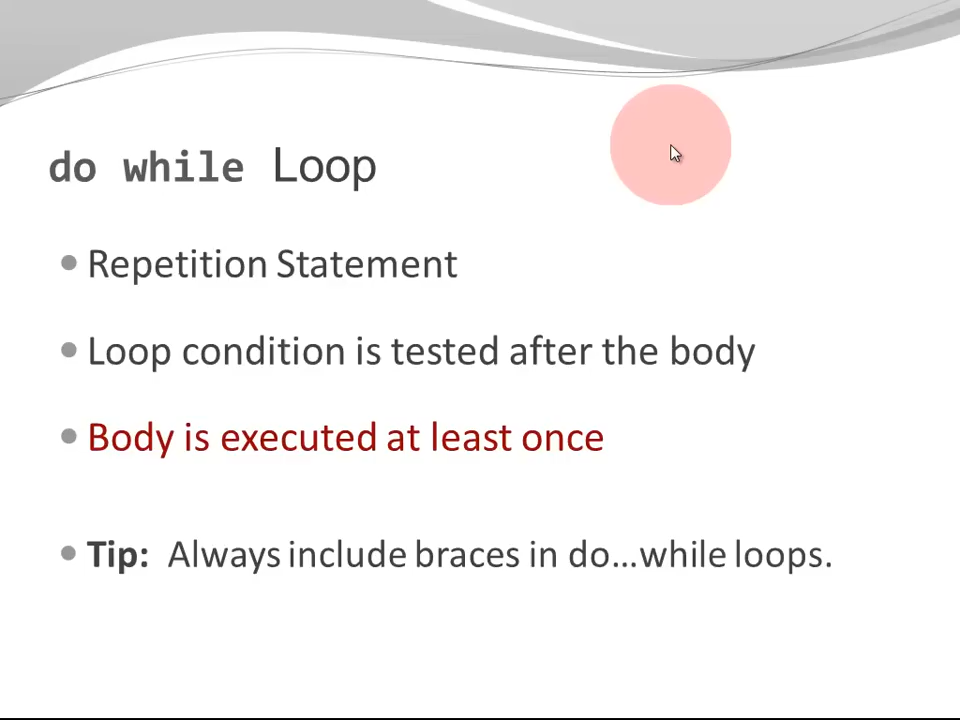 do while Loop
Repetition Statement
Loop condition is tested after the body
Body is executed at least once
Tip: Always include braces in do...while loops.